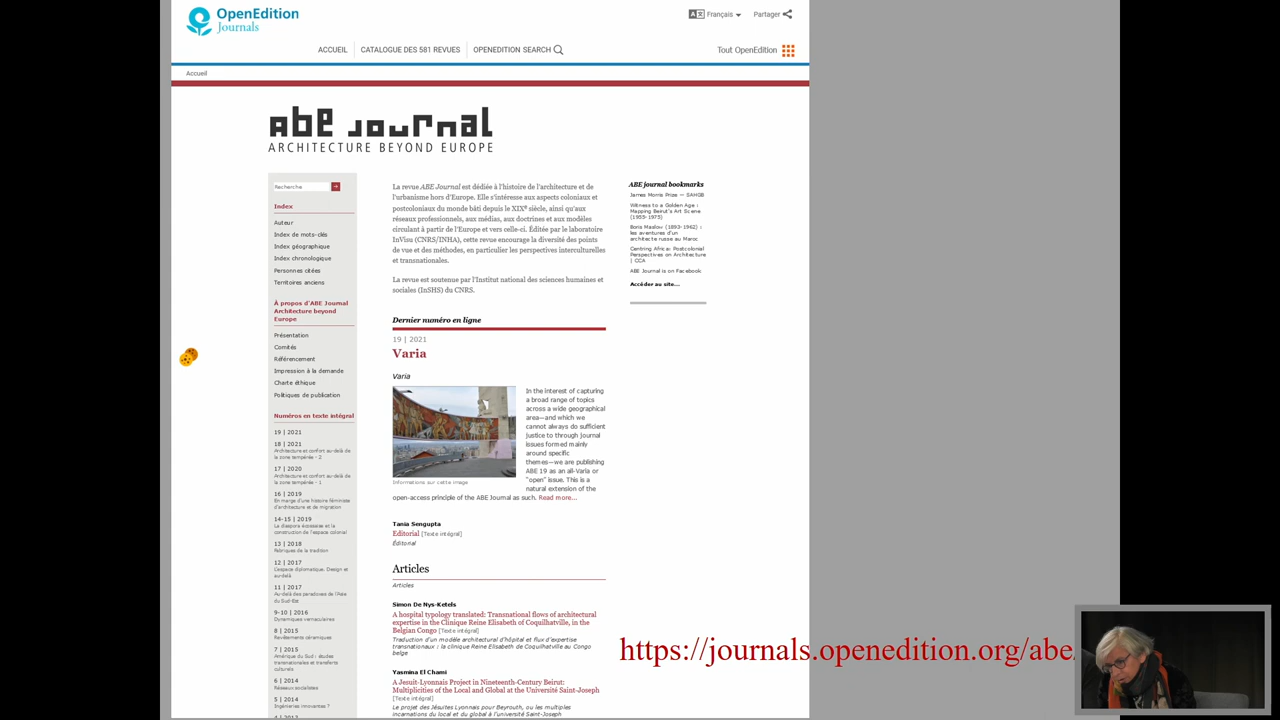 OpenEdition
Journals
Français
Partager
ACCUEIL
CATALOGUE DES 581 REVUES
OPENEDITION SEARCH
Tout OpenEdition
Accueil
ABE JOURNAL
ARCHITECTURE BEYOND EUROPE
Recherche
Index
Auteur
Index de mots-clés
Index géographique
Index chronologique
Personnes citées
Territoires anciens
À propos d'ABE Journal
Architecture beyond
Europe
Présentation
Comités
Référencement
Impression à la demande
Charte éthique
Politiques de publication
Numéros en texte intégral
19 | 2021
18 | 2021
Architecture et confort au-delà de
la zone tempérée - 2
17 | 2020
Architecture et confort au-delà de
la zone tempérée - 1
16 | 2019
En marge d'une histoire féministe
d'architecture et de migration
14-15 | 2019
La diaspora écossaise et la
construction de l'espace colonial
13 | 2018
Fabriques de la tradition
12 | 2017
L'espace diplomatique. Design et
au-delà
11 | 2017
Au-delà des paradoxes de l'Asie
du Sud-Est
9-10 | 2016
Dynamiques vernaculaires
8 | 2015
Revêtements céramiques
7 | 2015
Amérique du Sud : études
transnationales et transferts
culturels
6 | 2014
Réseaux socialistes
5 | 2014
Ingénieries innovantes ?
La revue ABE Journal est dédiée à l'histoire de l'architecture et de
l'urbanisme hors d'Europe. Elle s'intéresse aux aspects coloniaux et
postcoloniaux du monde bâti depuis le XIXe siècle, ainsi qu'aux
réseaux professionnels, aux médias, aux doctrines et aux modèles
circulant à partir de l'Europe et vers celle-ci. Éditée par le laboratoire
InVisu (CNRS/INHA), cette revue encourage la diversité des points
de vue et des méthodes, en particulier les perspectives interculturelles
et transnationales.
La revue est soutenue par l'Institut national des sciences humaines et
sociales (InSHS) du CNRS.
Dernier numéro en ligne
19 | 2021
Varia
Varia
In the interest of capturing
a broad range of topics
across a wide geographical
area—and which we
cannot always do sufficient
justice to through journal
issues formed mainly
around specific
themes—we are publishing
ABE 19 as an all-Varia or
"open" issue. This is a
natural extension of the
Informations sur cette image
open-access principle of the ABE Journal as such. Read more...
Tania Sengupta
Editorial [Texte intégral]
Éditorial
Articles
Articles
Simon De Nys-Ketels
A hospital typology translated: Transnational flows of architectural
expertise in the Clinique Reine Elisabeth of Coquilhatville, in the
Belgian Congo [Texte intégral]
Traduction d'un modèle architectural d'hôpital et flux d'expertise
transnationaux : la clinique Reine Elisabeth de Coquilhatville au Congo
belge
Yasmina El Chami
A Jesuit-Lyonnais Project in Nineteenth-Century Beirut:
Multiplicities of the Local and Global at the Université Saint-Joseph
[Texte intégral]
Le projet des Jésuites Lyonnais pour Beyrouth, ou les multiples
incarnations du local et du global à l'université Saint-Joseph
ABE journal bookmarks
James Morris Prize — SAHGB
Witness to a Golden Age :
Mapping Beirut's Art Scene
(1955-1975)
Boris Maslow (1893-1962) :
les aventures d'un
architecte russe au Maroc
Centring Africa: Postcolonial
Perspectives on Architecture
| CCA
ABE Journal is on Facebook
Accéder au site...
https://journals.openedition.org/abe/